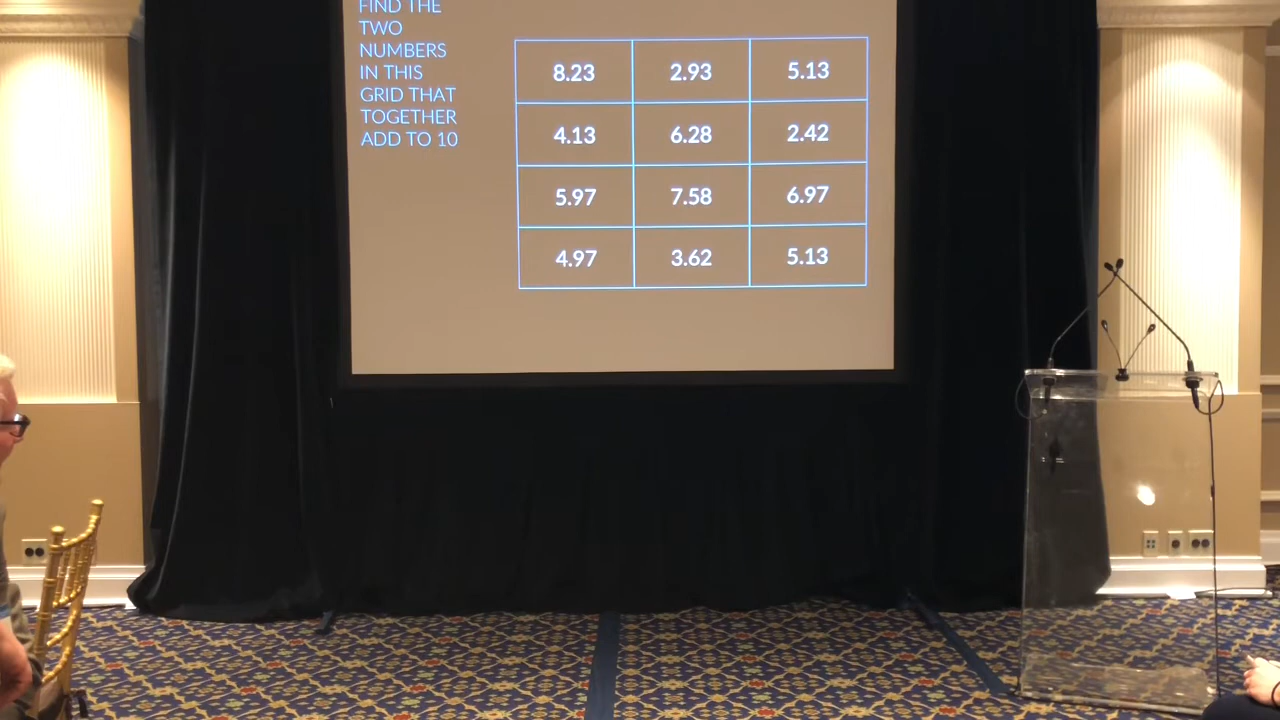 FIND THE
TWO
NUMBERS
IN THIS
GRID THAT
TOGETHER
ADD TO 10
8.23 2.93 5.13
4.13 6.28 2.42
5.97 7.58 6.97
4.97 3.62 5.13